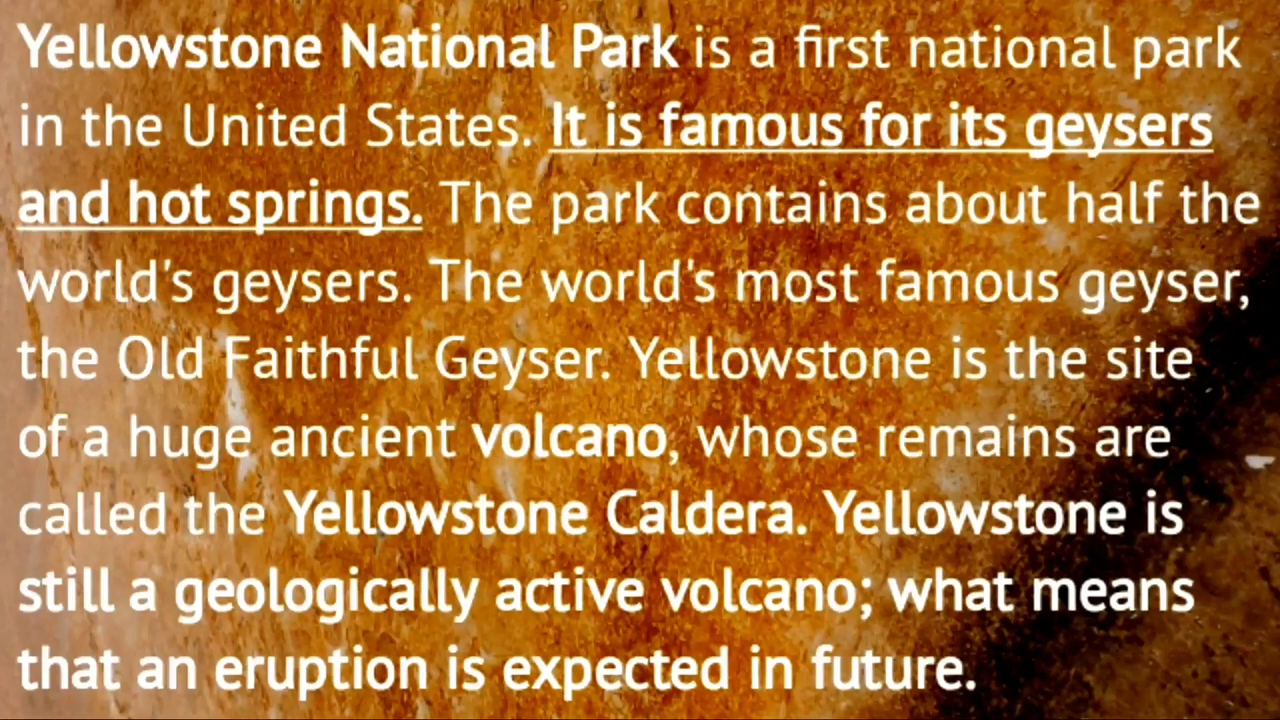 Yellowstone National Park is a first national park
in the United States. It is famous for its geysers
and hot springs. The park contains about half the
world's geysers. The world's most famous geyser,
the Old Faithful Geyser. Yellowstone is the site
of a huge ancient volcano, whose remains are
called the Yellowstone Caldera. Yellowstone is
still a geologically active volcano; what means
that an eruption is expected in future.